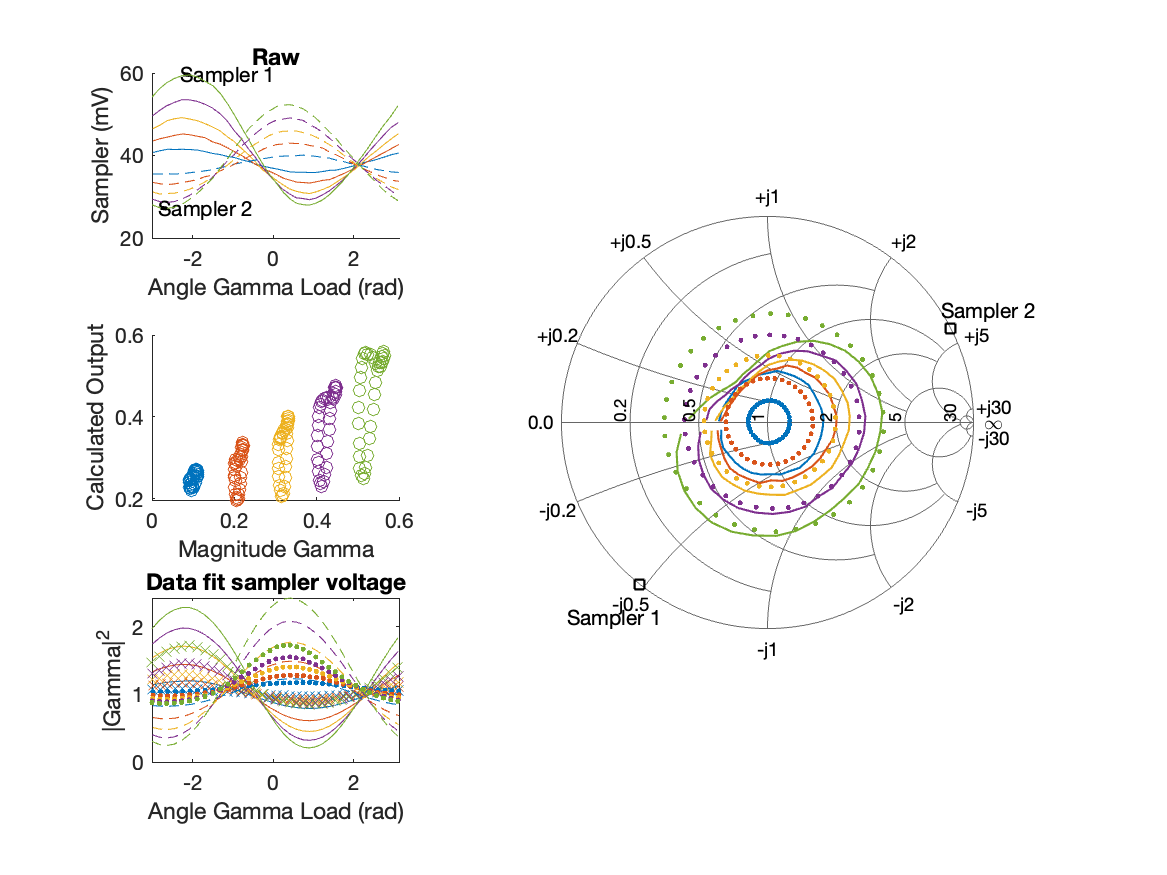 Raw
Sampler 1
60
40
20
Sampler (mV)
Sampler 2
-2
0
2
Angle Gamma Load (rad)
0.6
0.4
0.2
Calculated Output
0
0.2
0.4
0.6
Magnitude Gamma
Data fit sampler voltage
2
1
0
|Gamma|²
-2
0
2
Angle Gamma Load (rad)
+j1
+j0.5
+j2
Sampler 2
+j0.2
+j5
0.0
0.2
0.5
1
2
5
30
+j30
∞
-j30
-j0.2
-j5
-j0.5
Sampler 1
-j2
-j1